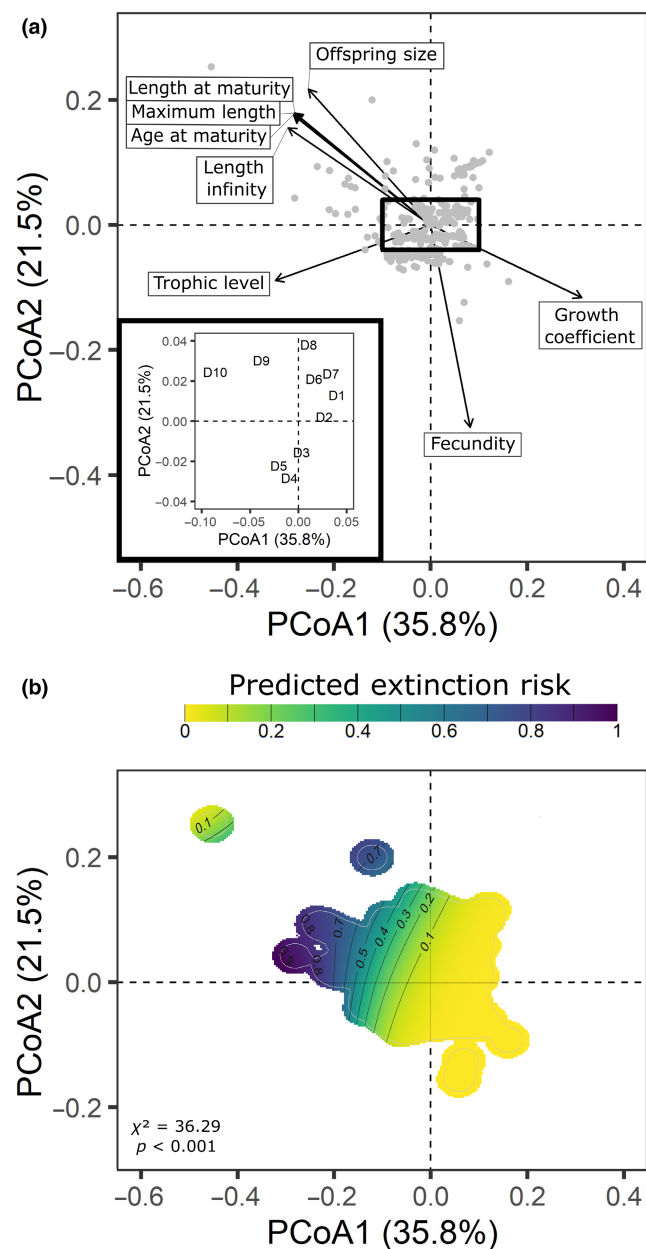 (a)
Offspring size
Length at maturity
Maximum length
Age at maturity
Length
infinity
Trophic level
Growth
coefficient
Fecundity
PCoA2 (21.5%)
0.2
0.0
−0.2
−0.4
PCoA2 (21.5%)
0.04
0.02
0.00
−0.02
−0.04
D8
D9
D10
D7
D6
D1
D2
D3
D5
D4
−0.10 −0.05 0.00 0.05
PCoA1 (35.8%)
−0.6 −0.4 −0.2 0.0 0.2 0.4
PCoA1 (35.8%)
(b)
Predicted extinction risk
0 0.2 0.4 0.6 0.8 1
PCoA2 (21.5%)
0.2
0.0
−0.2
0.1
0.7
0.8
0.7
0.5
0.4
0.3
0.2
0.1
0.8
χ² = 36.29
p < 0.001
−0.6 −0.4 −0.2 0.0 0.2 0.4
PCoA1 (35.8%)